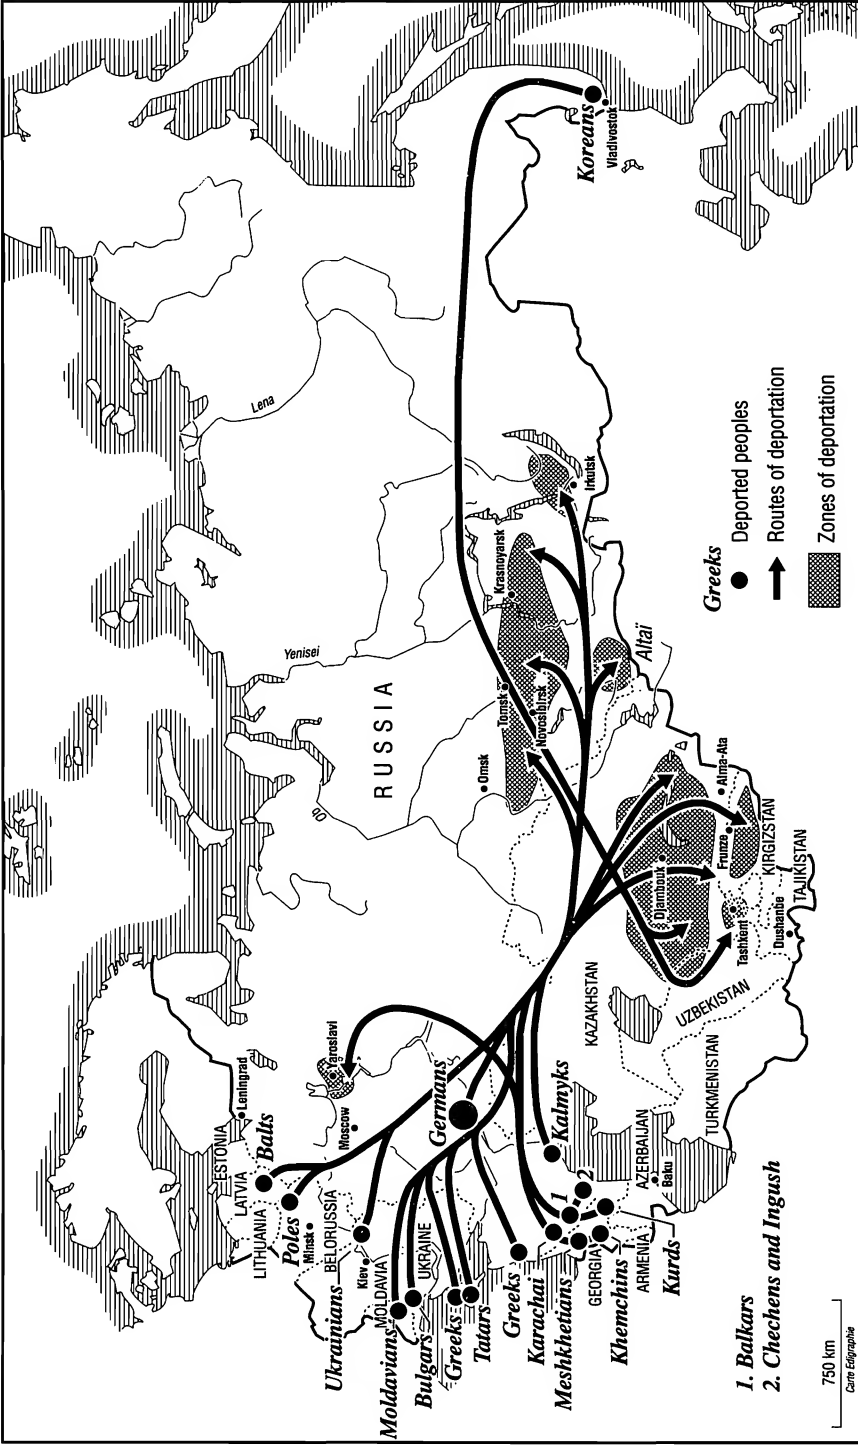 Koreans
Vladivostok
Lena
Irkutsk
Krasnoyarsk
Yenisei
RUSSIA
Tomsk
Novosibirsk
Altaï
Omsk
Ob
Alma-Ata
Frunze
KIRGIZSTAN
Djambouk
TAJIKISTAN
Tashkent
Dushanbe
KAZAKHSTAN
UZBEKISTAN
TURKMENISTAN
Yaroslavl
Leningrad
Moscow
Germans
Kalmyks
ESTONIA
Balts
LATVIA
LITHUANIA
Poles
Minsk
BELORUSSIA
Kiev
Ukrainians
MOLDAVIA
UKRAINE
Moldavians
Bulgars
Greeks
Tatars
Greeks
Karachai
Meshkhetians
1
2
GEORGIA
AZERBAIJAN
Baku
ARMENIA
Khemchins
Kurds
Greeks
Deported peoples
Routes of deportation
Zones of deportation
1. Balkars
2. Chechens and Ingush
750 km
Carte Edigraphie